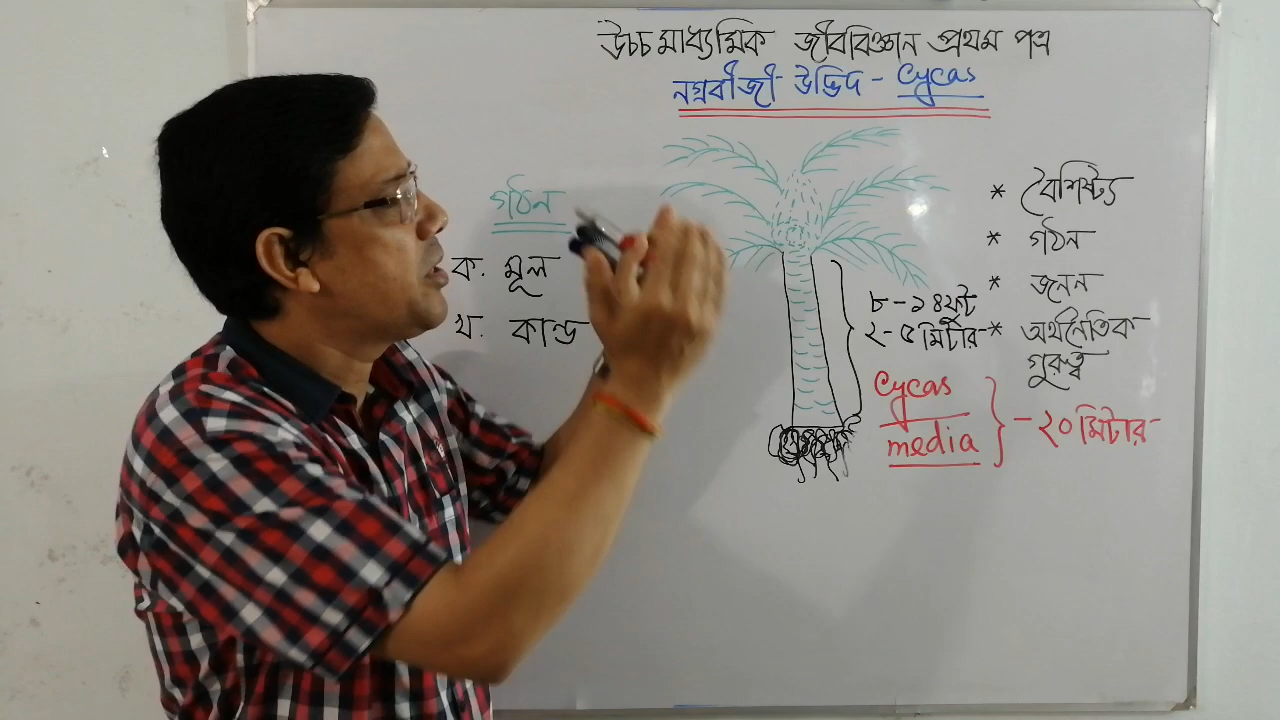 উচ্চ মাধ্যমিক জীববিজ্ঞান প্রথম পত্র
নগ্নবীজী উদ্ভিদ - Cycas
গঠন
ক. মূল
খ. কান্ড
৮ - ১৪ ফুট
২ - ৫ মিটার
Cycas
media
- ২০ মিটার
* বৈশিষ্ট্য
* গঠন
* জনন
* অর্থনৈতিক
গুরুত্ব